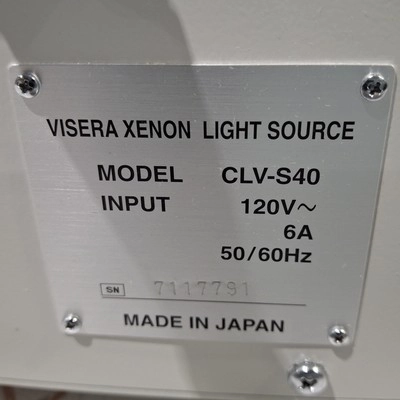 VISERA XENON LIGHT SOURCE
MODEL CLV-S40
INPUT 120V~
6A
50/60Hz
SN 7117791
MADE IN JAPAN